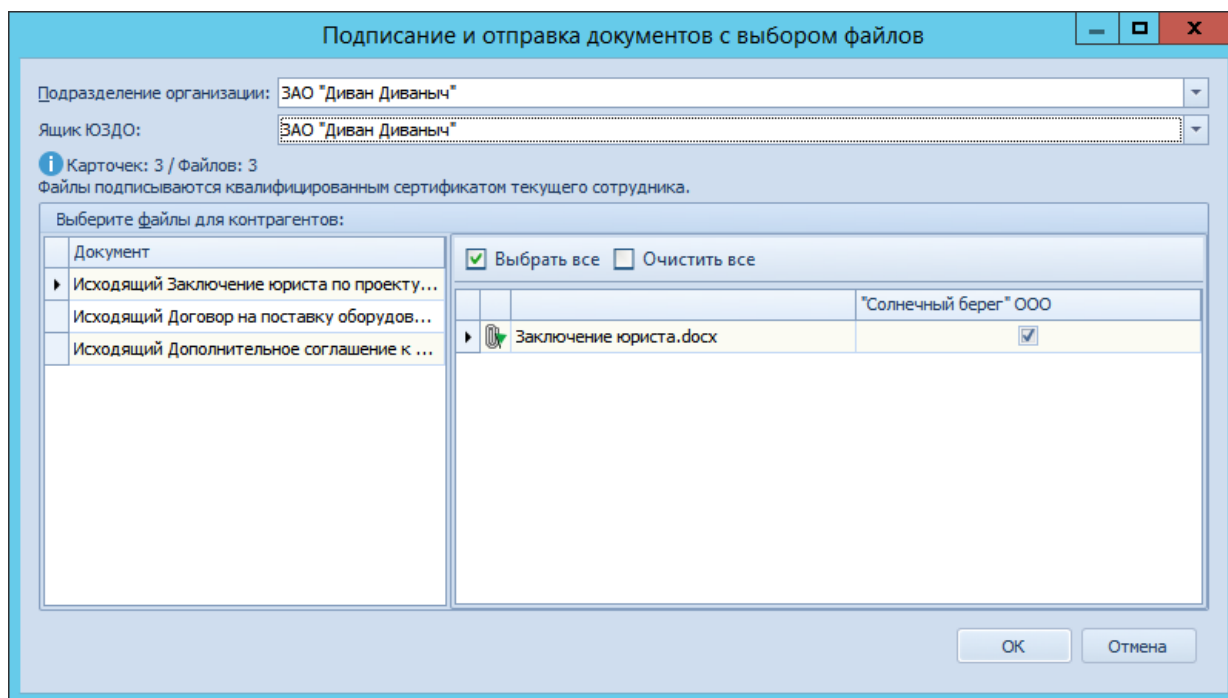 Подписание и отправка документов с выбором файлов
Подразделение организации: ЗАО "Диван Диваныч"
Ящик ЮЗДО: ЗАО "Диван Диваныч"
Карточек: 3 / Файлов: 3
Файлы подписываются квалифицированным сертификатом текущего сотрудника.
Выберите файлы для контрагентов:
Документ
Исходящий Заключение юриста по проекту...
Исходящий Договор на поставку оборудов...
Исходящий Дополнительное соглашение к ...
Выбрать все Очистить все
"Солнечный берег" ООО
Заключение юриста.docx
ОК Отмена